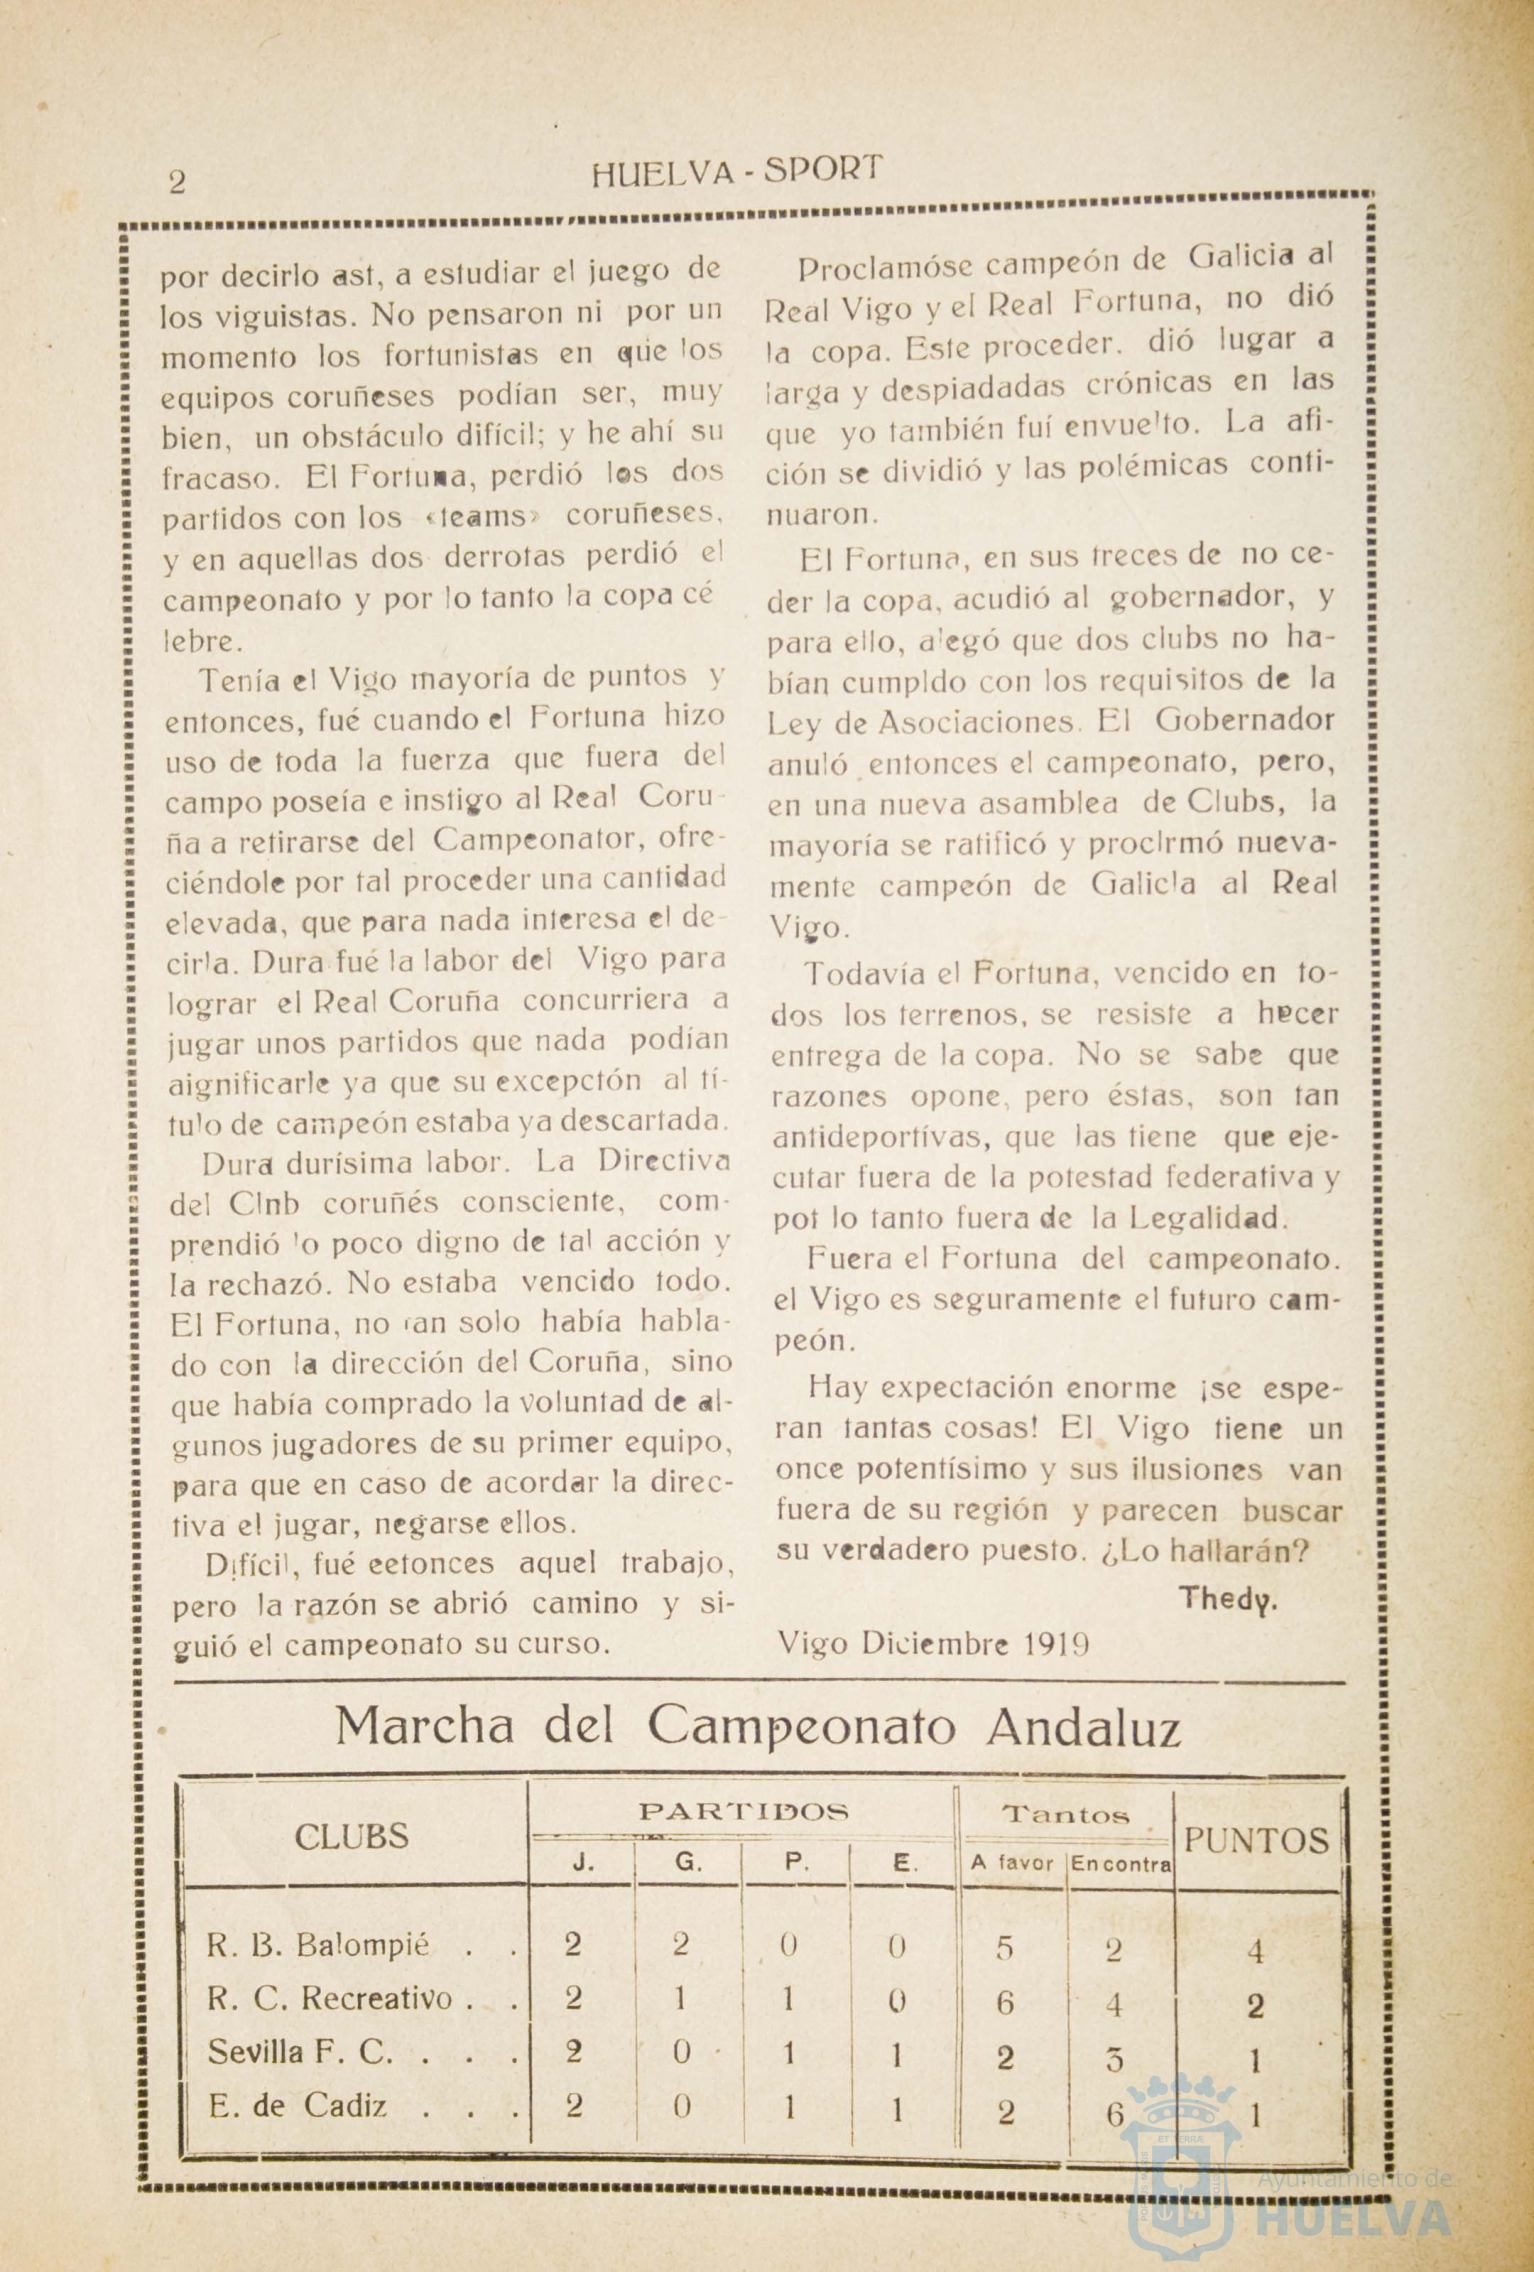 2
HUELVA - SPORT
por decirlo ast, a estudiar el juego de
los viguistas. No pensaron ni por un
momento los fortunistas en que los
equipos coruñeses podían ser, muy
bien, un obstáculo difícil; y he ahí su
fracaso. El Fortuna, perdió los dos
partidos con los «teams» coruñeses,
y en aquellas dos derrotas perdió el
campeonato y por lo tanto la copa cé
lebre.
Tenía el Vigo mayoría de puntos y
entonces, fué cuando el Fortuna hizo
uso de toda la fuerza que fuera del
campo poseía e instigo al Real Coru-
ña a retirarse del Campeonator, ofre-
ciéndole por tal proceder una cantidad
elevada, que para nada interesa el de-
cirla. Dura fué la labor del Vigo para
lograr el Real Coruña concurriera a
jugar unos partidos que nada podían
aignificarle ya que su excepctón al tí-
tulo de campeón estaba ya descartada.
Dura durísima labor. La Directiva
del Clnb coruñés consciente, com-
prendió lo poco digno de tal acción y
la rechazó. No estaba vencido todo.
El Fortuna, no tan solo había habla-
do con la dirección del Coruña, sino
que había comprado la voluntad de al-
gunos jugadores de su primer equipo,
para que en caso de acordar la direc-
tiva el jugar, negarse ellos.
Difícil, fué eetonces aquel trabajo,
pero la razón se abrió camino y si-
guió el campeonato su curso.
Proclamóse campeón de Galicia al
Real Vigo y el Real Fortuna, no dió
la copa. Este proceder. dió lugar a
larga y despiadadas crónicas en las
que yo también fuí envuelto. La afi-
ción se dividió y las polémicas conti-
nuaron.
El Fortuna, en sus treces de no ce-
der la copa, acudió al gobernador, y
para ello, alegó que dos clubs no ha-
bían cumpldo con los requisitos de la
Ley de Asociaciones. El Gobernador
anuló entonces el campeonato, pero,
en una nueva asamblea de Clubs, la
mayoría se ratificó y proclrmó nueva-
mente campeón de Galicla al Real
Vigo.
Todavía el Fortuna, vencido en to-
dos los terrenos, se resiste a hecer
entrega de la copa. No se sabe que
razones opone, pero éstas, son tan
antideportívas, que las tiene que eje-
cutar fuera de la potestad federativa y
pot lo tanto fuera de la Legalidad.
Fuera el Fortuna del campeonato.
el Vigo es seguramente el futuro cam-
peón.
Hay expectación enorme ¡se espe-
ran tantas cosas! El Vigo tiene un
once potentísimo y sus ilusiones van
fuera de su región y parecen buscar
su verdadero puesto. ¿Lo hallarán?
Thedy.
Vigo Diciembre 1919
Marcha del Campeonato Andaluz
CLUBS PARTIDOS Tantos PUNTOS
J. G. P. E. A favor En contra
R. B. Balompié . . 2 2 0 0 5 2 4
R. C. Recreativo . . 2 1 1 0 6 4 2
Sevilla F. C. . . . . 2 0 1 1 2 3 1
E. de Cadiz . . . 2 0 1 1 2 6 1
Ayuntamiento de
HUELVA